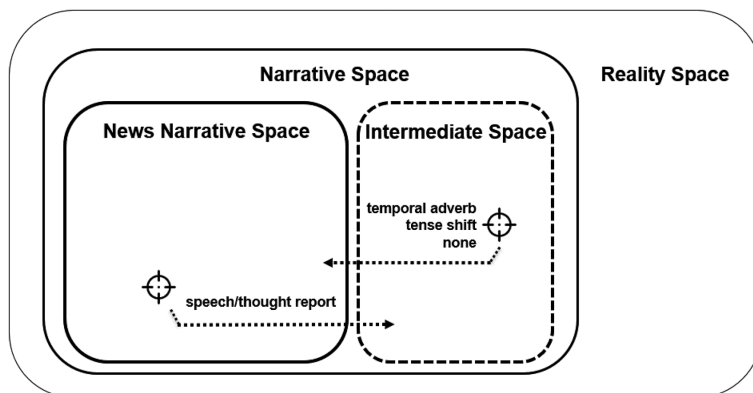 Narrative Space
Reality Space
News Narrative Space
Intermediate Space
temporal adverb
tense shift
none
speech/thought report